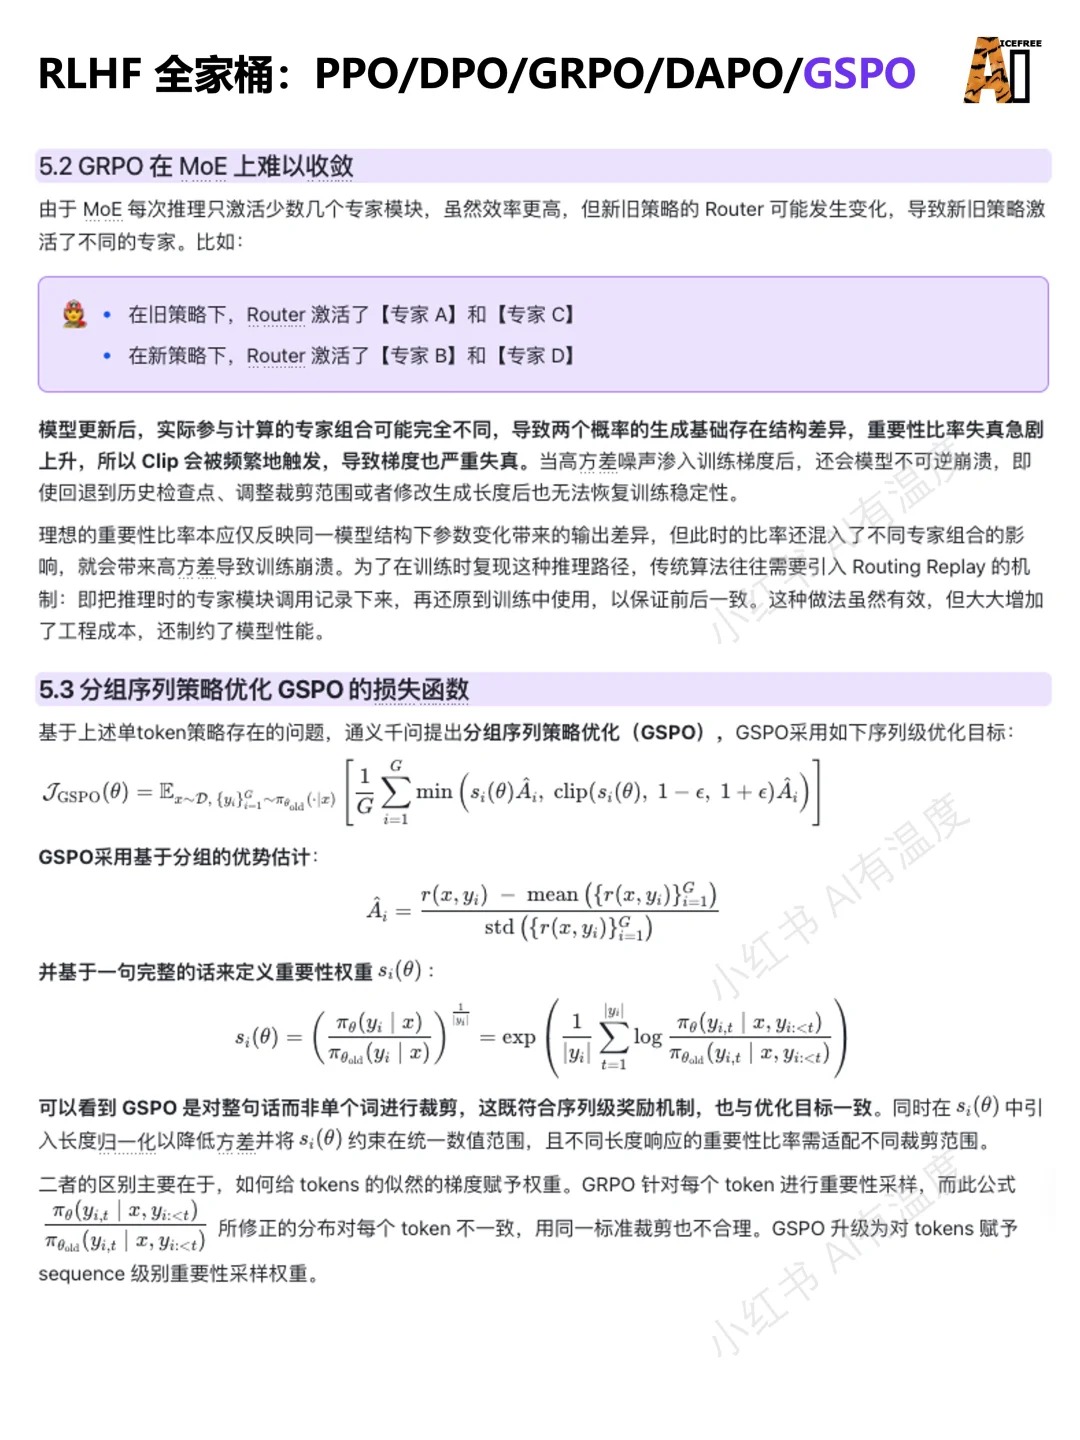 RLHF 全家桶：PPO/DPO/GRPO/DAPO/GSPO
ICEFREE
AI
5.2 GRPO 在 MoE 上难以收敛
由于 MoE 每次推理只激活少数几个专家模块，虽然效率更高，但新旧策略的 Router 可能发生变化，导致新旧策略激
活了不同的专家。比如：
• 在旧策略下，Router 激活了【专家 A】和【专家 C】
• 在新策略下，Router 激活了【专家 B】和【专家 D】
模型更新后，实际参与计算的专家组合可能完全不同，导致两个概率的生成基础存在结构差异，重要性比率失真急剧
上升，所以 Clip 会被频繁地触发，导致梯度也严重失真。当高方差噪声渗入训练梯度后，还会模型不可逆崩溃，即
使回退到历史检查点、调整裁剪范围或者修改生成长度后也无法恢复训练稳定性。
理想的重要性比率本应仅反映同一模型结构下参数变化带来的输出差异，但此时的比率还混入了不同专家组合的影
响，就会带来高方差导致训练崩溃。为了在训练时复现这种推理路径，传统算法往往需要引入 Routing Replay 的机
制：即把推理时的专家模块调用记录下来，再还原到训练中使用，以保证前后一致。这种做法虽然有效，但大大增加
了工程成本，还制约了模型性能。
5.3 分组序列策略优化 GSPO 的损失函数
基于上述单token策略存在的问题，通义千问提出分组序列策略优化（GSPO），GSPO采用如下序列级优化目标：
$\mathcal{J}_{\text{GSPO}}(\theta) = \mathbb{E}_{x\sim\mathcal{D},\{y_i\}_{i=1}^{G}\sim\pi_{\theta_{\text{old}}}(\cdot|x)}\left[\frac{1}{G}\sum_{i=1}^{G}\min\left(s_i(\theta)\hat{A}_i,\ \text{clip}(s_i(\theta),\ 1-\epsilon,\ 1+\epsilon)\hat{A}_i\right)\right]$
GSPO采用基于分组的优势估计：
$\hat{A}_i = \frac{r(x, y_i) - \text{mean}(\{r(x, y_i)\}_{i=1}^{G})}{\text{std}(\{r(x, y_i)\}_{i=1}^{G})}$
并基于一句完整的话来定义重要性权重 $s_i(\theta)$：
$s_i(\theta) = \left(\frac{\pi_\theta(y_i \mid x)}{\pi_{\theta_{\text{old}}}(y_i \mid x)}\right)^{\frac{1}{|y_i|}} = \exp\left(\frac{1}{|y_i|}\sum_{t=1}^{|y_i|}\log\frac{\pi_\theta(y_{i,t} \mid x, y_{i:<t})}{\pi_{\theta_{\text{old}}}(y_{i,t} \mid x, y_{i:<t})}\right)$
可以看到 GSPO 是对整句话而非单个词进行裁剪，这既符合序列级奖励机制，也与优化目标一致。同时在 $s_i(\theta)$ 中引
入长度归一化以降低方差并将 $s_i(\theta)$ 约束在统一数值范围，且不同长度响应的重要性比率需适配不同裁剪范围。
二者的区别主要在于，如何给 tokens 的似然的梯度赋予权重。GRPO 针对每个 token 进行重要性采样，而此公式
$\frac{\pi_\theta(y_{i,t} \mid x, y_{i:<t})}{\pi_{\theta_{\text{old}}}(y_{i,t} \mid x, y_{i:<t})}$ 所修正的分布对每个 token 不一致，用同一标准裁剪也不合理。GSPO 升级为对 tokens 赋予
sequence 级别重要性采样权重。
小红书 AI有温度
小红书 AI有温度
小红书 AI有温度